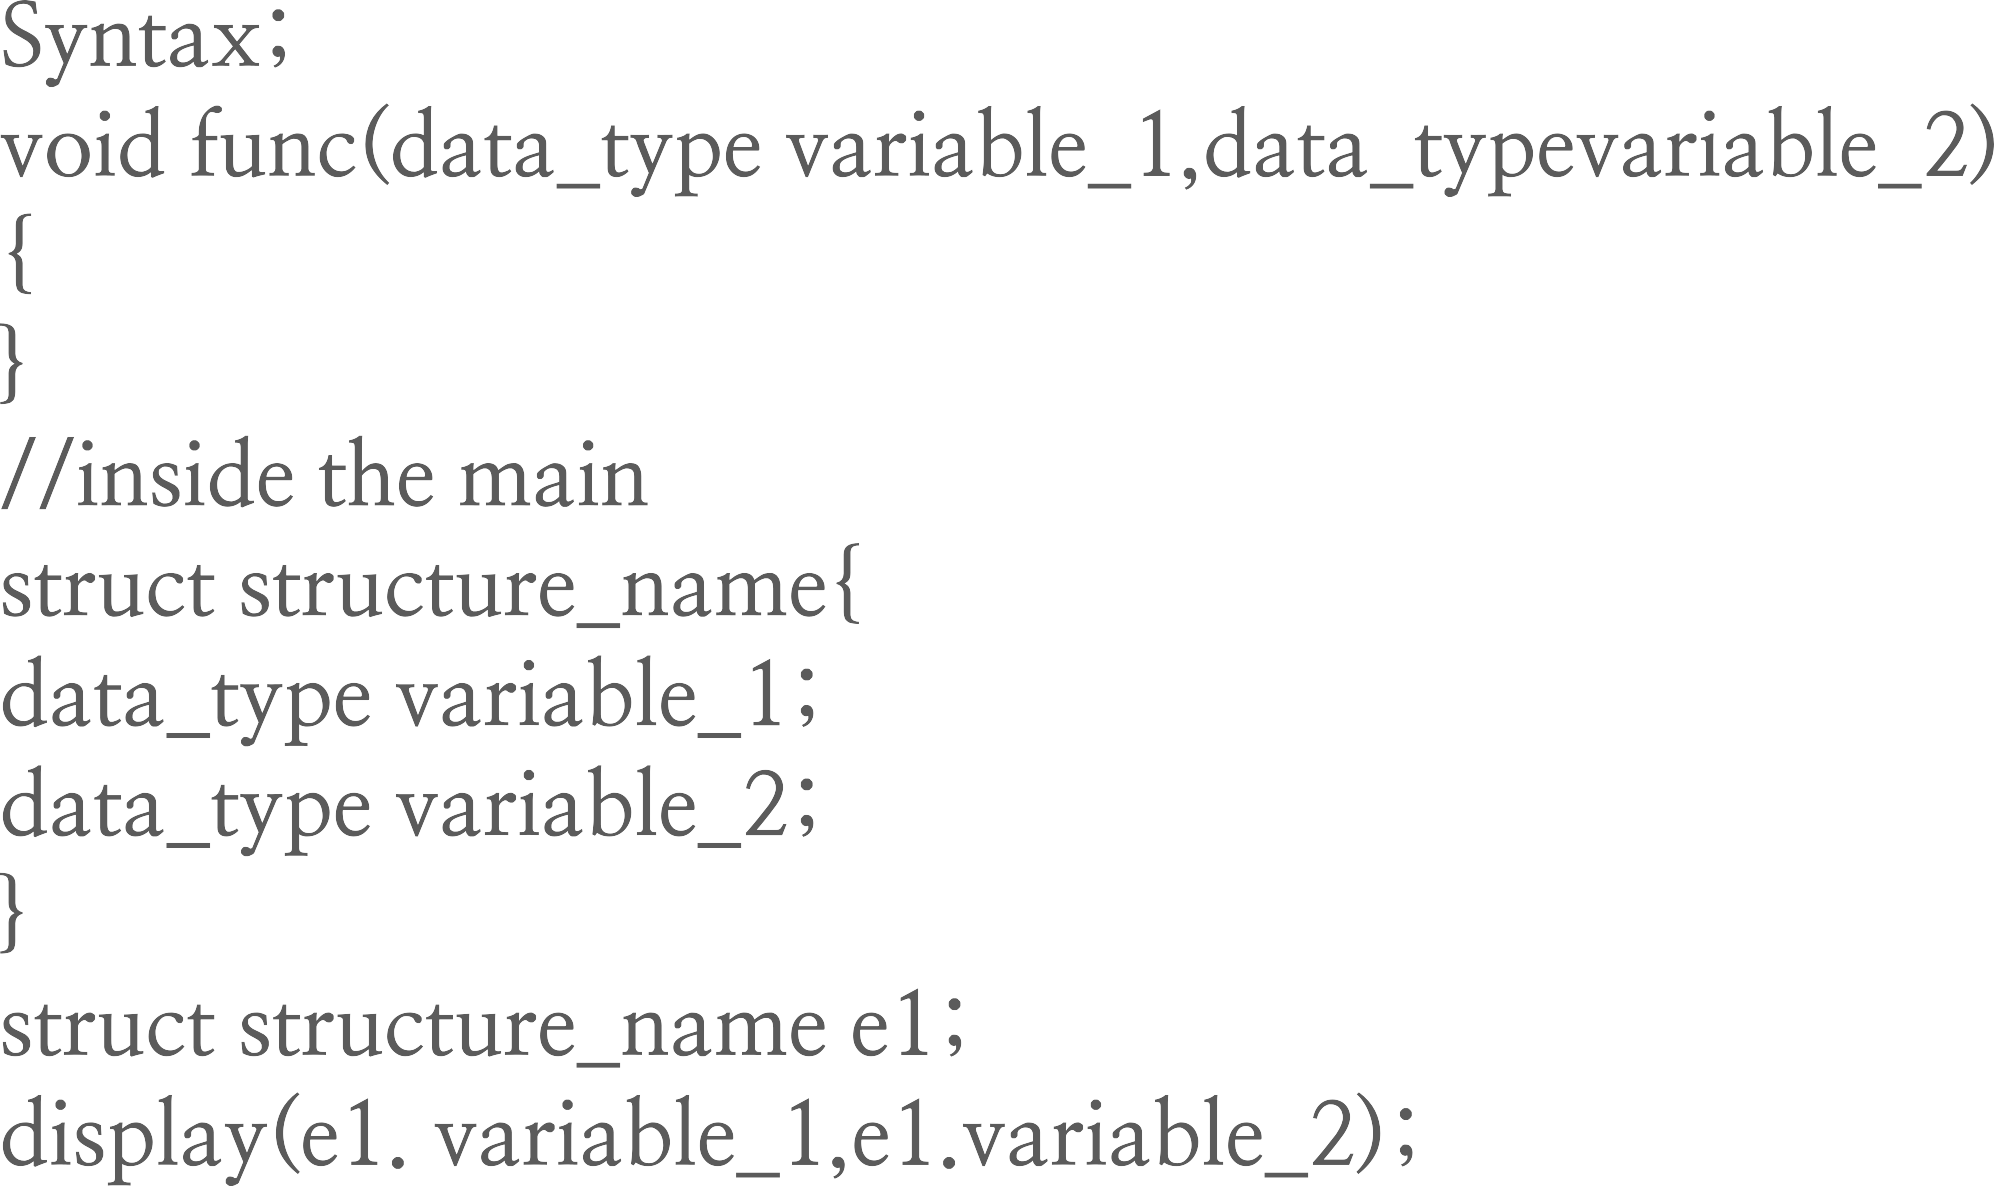 Syntax;
void func(data_type variable_1,data_typevariable_2)
{
}
//inside the main
struct structure_name{
data_type variable_1;
data_type variable_2;
}
struct structure_name e1;
display(e1. variable_1,e1.variable_2);